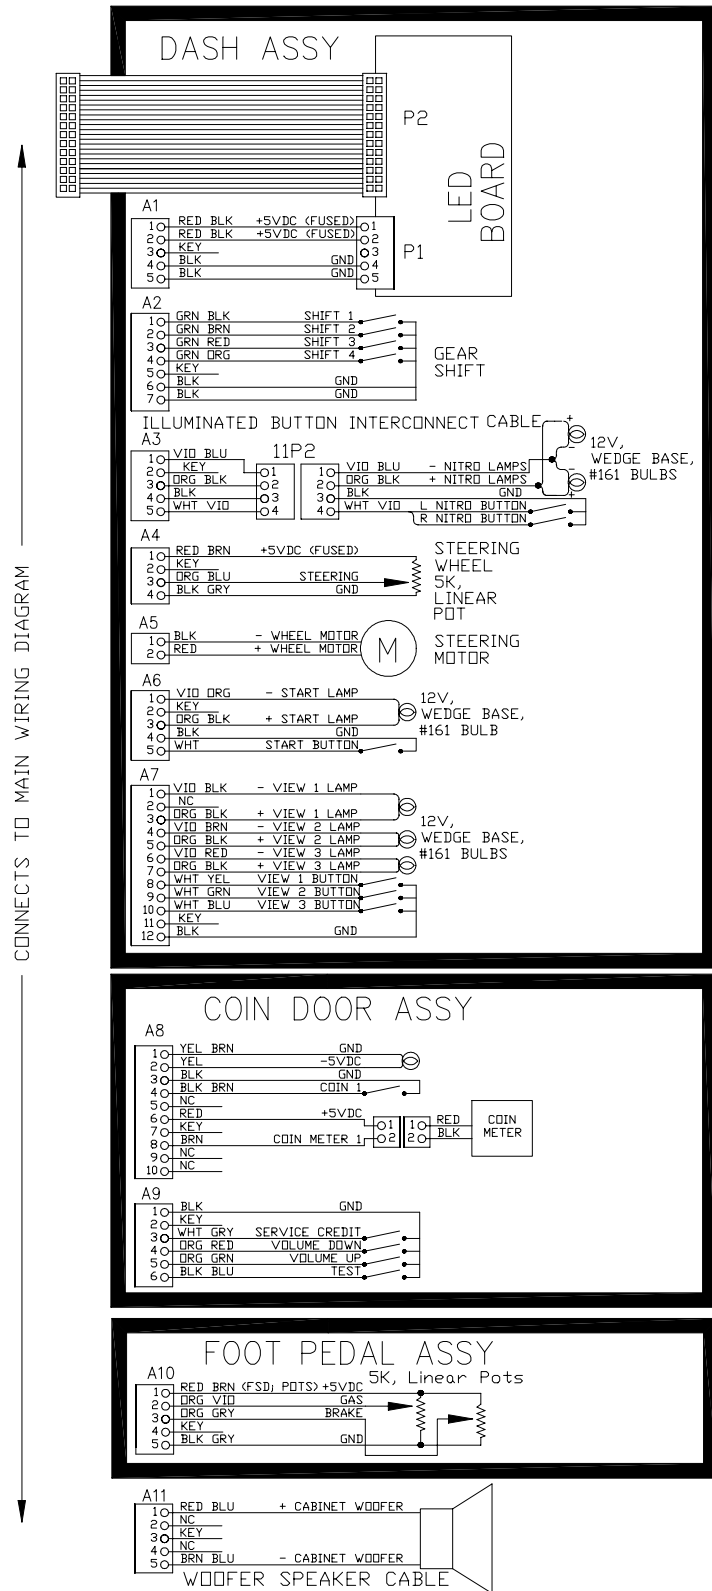 DASH ASSY
P2
LED BOARD
A1
P1
1 RED BLK +5VDC (FUSED) 1
2 RED BLK +5VDC (FUSED) 2
3 KEY 3
4 BLK GND 4
5 BLK GND 5
A2
1 GRN BLK SHIFT 1
2 GRN BRN SHIFT 2
3 GRN RED SHIFT 3
4 GRN ORG SHIFT 4
5 KEY
6 BLK GND
7 BLK GND
GEAR
SHIFT
ILLUMINATED BUTTON INTERCONNECT CABLE
A3
11P2
1 VIO BLU 1 1 VIO BLU - NITRO LAMPS
2 KEY 2 2 ORG BLK + NITRO LAMPS
3 ORG BLK 3 3 BLK GND
4 BLK 4 4 WHT VIO L NITRO BUTTON
5 WHT VIO R NITRO BUTTON
+
-
-
+
12V,
WEDGE BASE,
#161 BULBS
A4
1 RED BRN +5VDC (FUSED)
2 KEY
3 ORG BLU STEERING
4 BLK GRY GND
STEERING
WHEEL
5K,
LINEAR
POT
A5
1 BLK - WHEEL MOTOR
2 RED + WHEEL MOTOR
M
STEERING
MOTOR
A6
1 VIO ORG - START LAMP
2 KEY
3 ORG BLK + START LAMP
4 BLK GND
5 WHT START BUTTON
12V,
WEDGE BASE,
#161 BULB
A7
1 VIO BLK - VIEW 1 LAMP
2 NC
3 ORG BLK + VIEW 1 LAMP
4 VIO BRN - VIEW 2 LAMP
5 ORG BLK + VIEW 2 LAMP
6 VIO RED - VIEW 3 LAMP
7 ORG BLK + VIEW 3 LAMP
8 WHT YEL VIEW 1 BUTTON
9 WHT GRN VIEW 2 BUTTON
10 WHT BLU VIEW 3 BUTTON
11 KEY
12 BLK GND
12V,
WEDGE BASE,
#161 BULBS
CONNECTS TO MAIN WIRING DIAGRAM
COIN DOOR ASSY
A8
1 YEL BRN GND
2 YEL -5VDC
3 BLK GND
4 BLK BRN COIN 1
5 NC
6 RED +5VDC 1 1 RED
7 KEY
8 BRN COIN METER 1 2 2 BLK
9 NC
10 NC
COIN
METER
A9
1 BLK GND
2 KEY
3 WHT GRY SERVICE CREDIT
4 ORG RED VOLUME DOWN
5 ORG GRN VOLUME UP
6 BLK BLU TEST
FOOT PEDAL ASSY
A10
5K, Linear Pots
1 RED BRN (FSD; POTS) +5VDC
2 ORG VIO GAS
3 ORG GRY BRAKE
4 KEY
5 BLK GRY GND
A11
1 RED BLU + CABINET WOOFER
2 NC
3 KEY
4 NC
5 BRN BLU - CABINET WOOFER
WOOFER SPEAKER CABLE